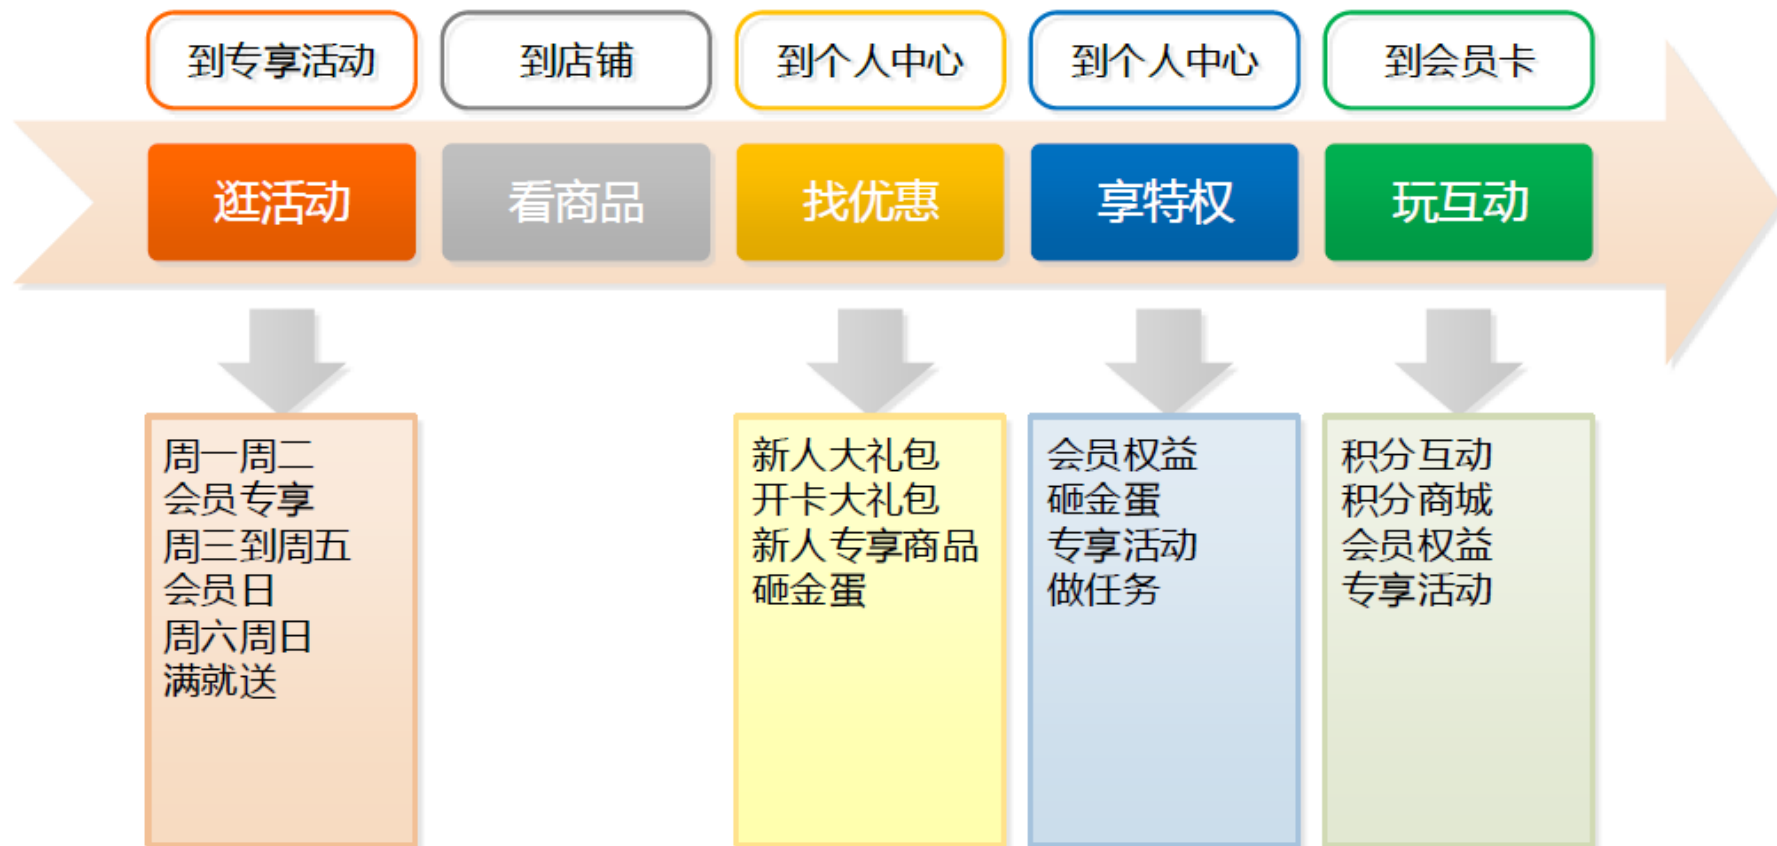 到专享活动
到店铺
到个人中心
到个人中心
到会员卡
逛活动
看商品
找优惠
享特权
玩互动
周一周二
会员专享
周三到周五
会员日
周六周日
满就送
新人大礼包
开卡大礼包
新人专享商品
砸金蛋
会员权益
砸金蛋
专享活动
做任务
积分互动
积分商城
会员权益
专享活动